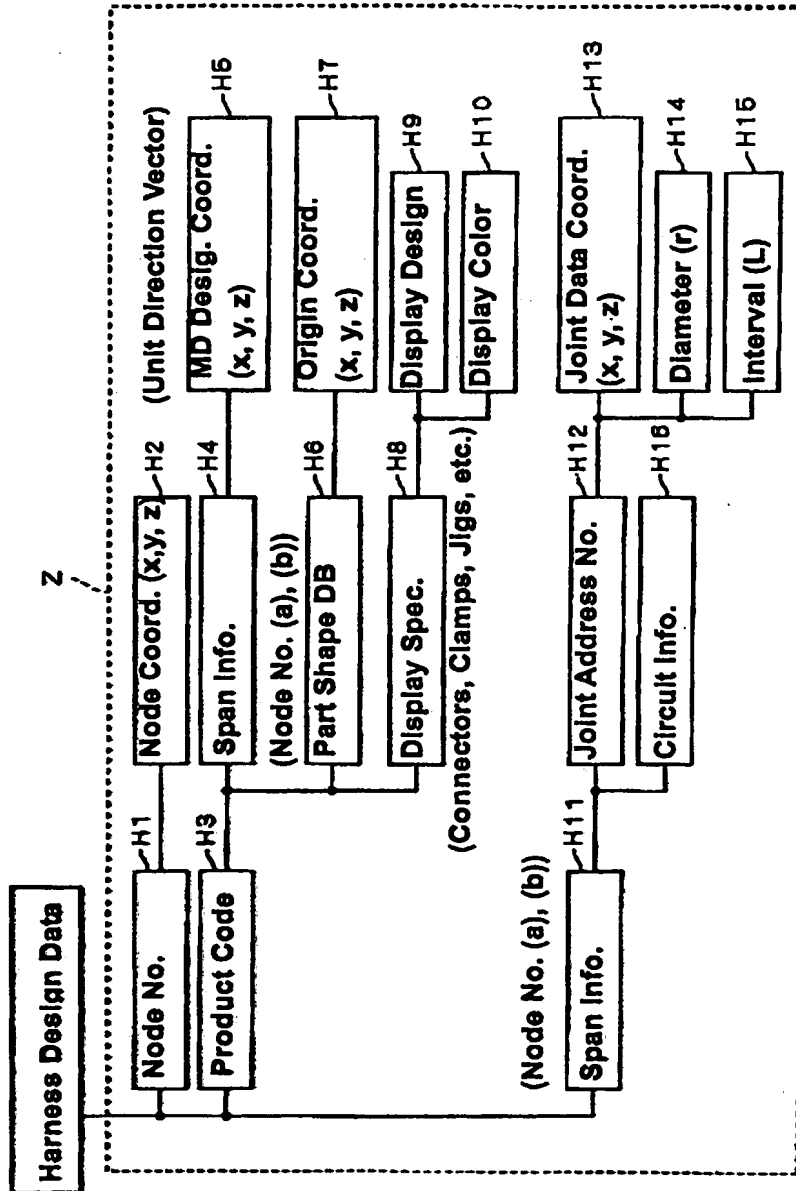 Harness Design Data
Z
Node No.
H1
Node Coord. (x,y, z)
H2
Product Code
H3
Span Info.
H4
(Unit Direction Vector)
MD Desig. Coord.
(x, y, z)
H5
(Node No. (a), (b))
Part Shape DB
H6
Origin Coord.
(x, y, z)
H7
Display Spec.
H8
(Connectors, Clamps, Jigs, etc.)
Display Design
H9
Display Color
H10
(Node No. (a), (b))
Span Info.
H11
Joint Address No.
H12
Joint Data Coord.
(x, y, z)
H13
Diameter (r)
H14
Interval (L)
H15
Circuit Info.
H16